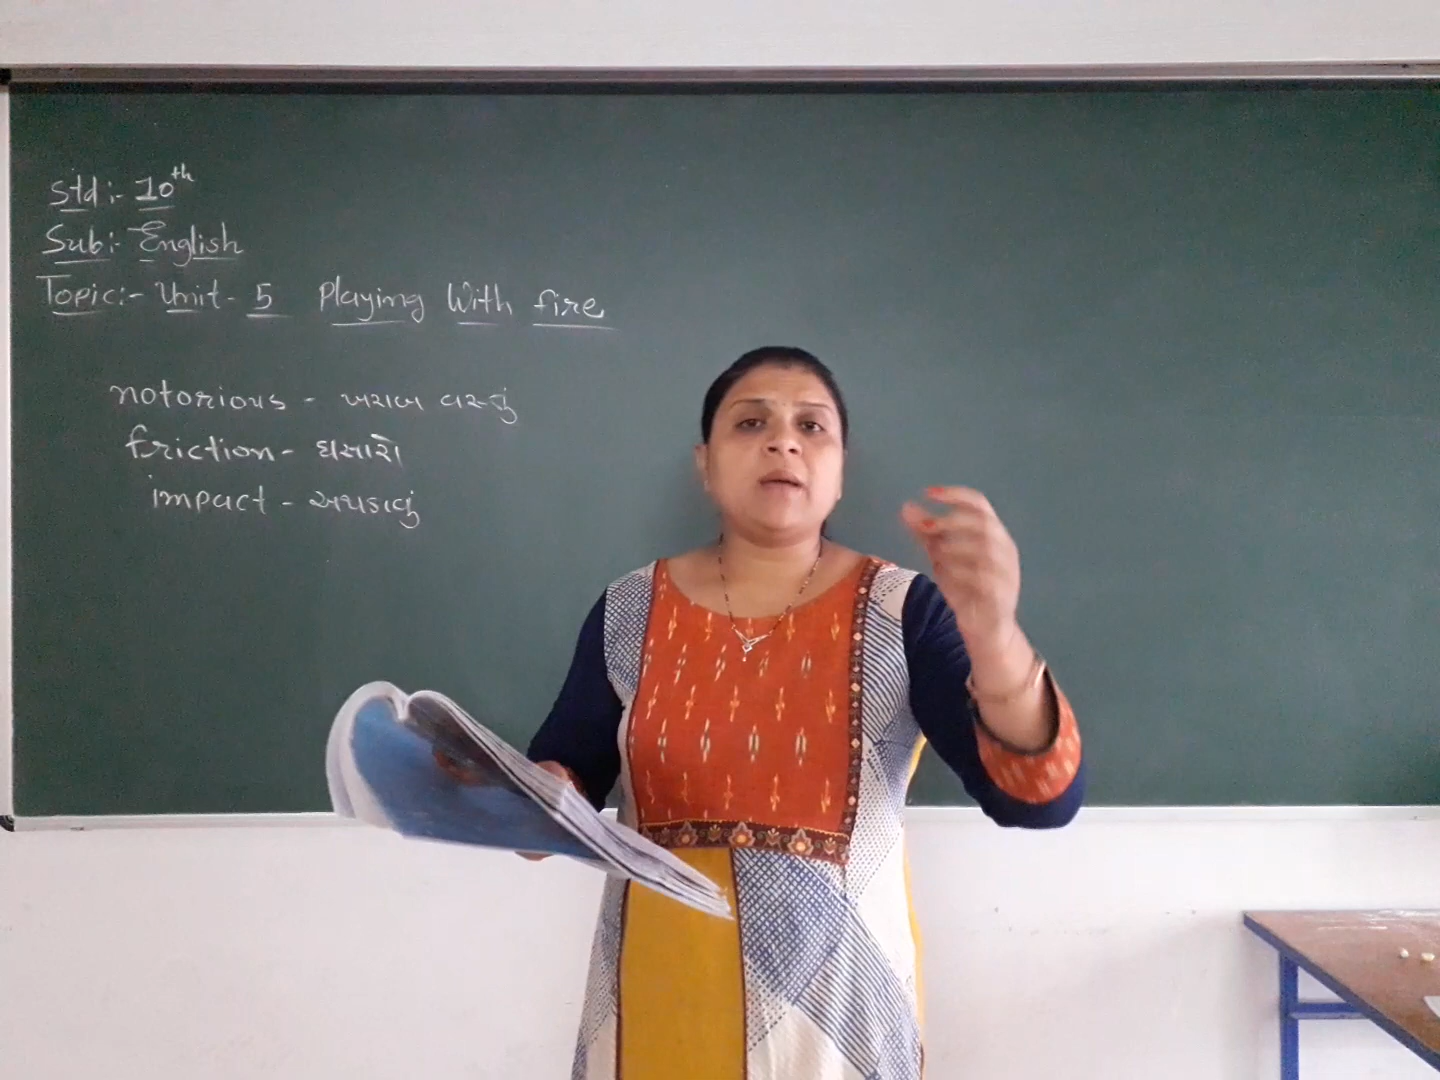 Std:- 10th
Sub:- English
Topic:- Unit- 5 Playing With fire
notorious - ખરાબ વસ્તું
friction - ઘસારો
impact - અથડાવું